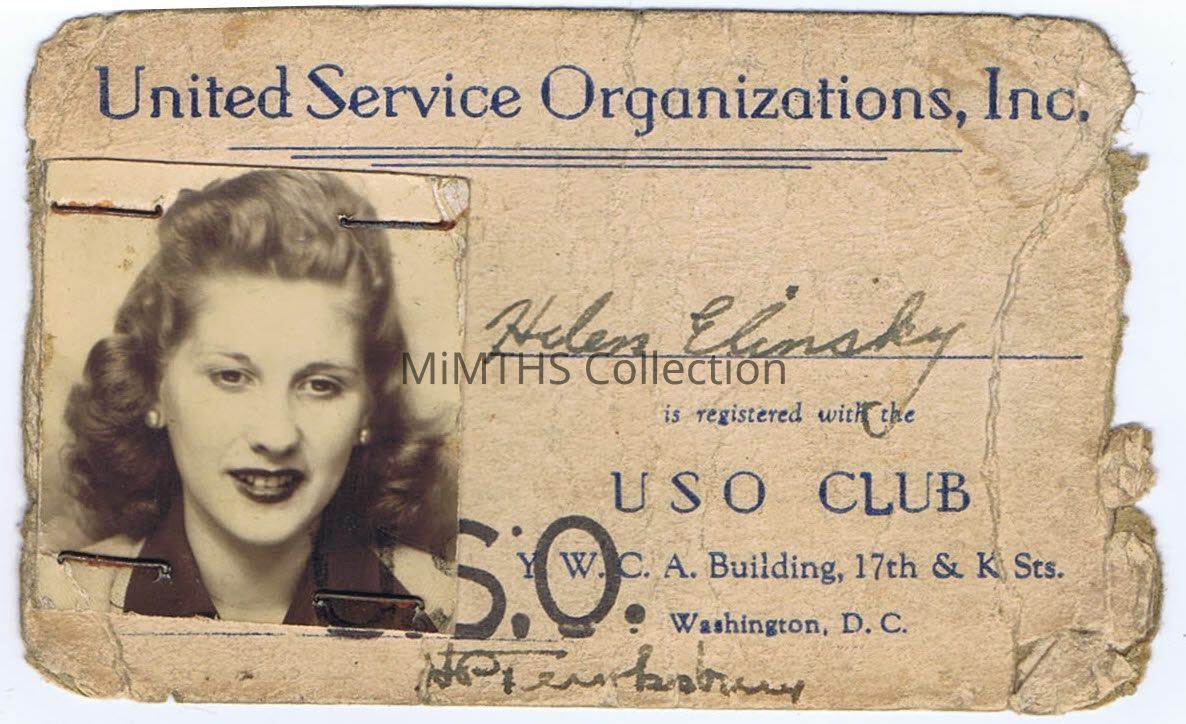 United Service Organizations, Inc.
Helen Elinsky
MiMTHS Collection
is registered with the
USO CLUB
Y. W. C. A. Building, 17th & K Sts.
U.S.O.
Washington, D. C.